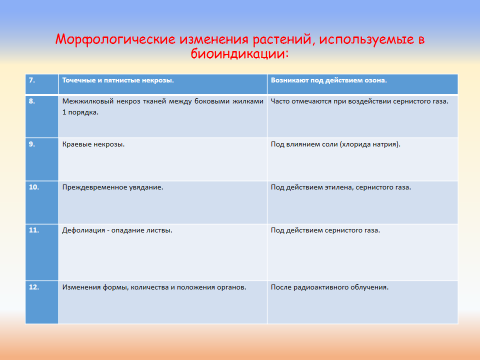 Морфологические изменения растений, используемые в
биоиндикации:
7. Точечные и пятнистые некрозы. Возникают под действием озона.
8. Межжилковый некроз тканей между боковыми жилками Часто отмечаются при воздействии сернистого газа.
1 порядка.
9. Краевые некрозы. Под влиянием соли (хлорида натрия).
10. Преждевременное увядание. Под действием этилена, сернистого газа.
11. Дефолиация - опадание листвы. Под действием сернистого газа.
12. Изменения формы, количества и положения органов. После радиоактивного облучения.